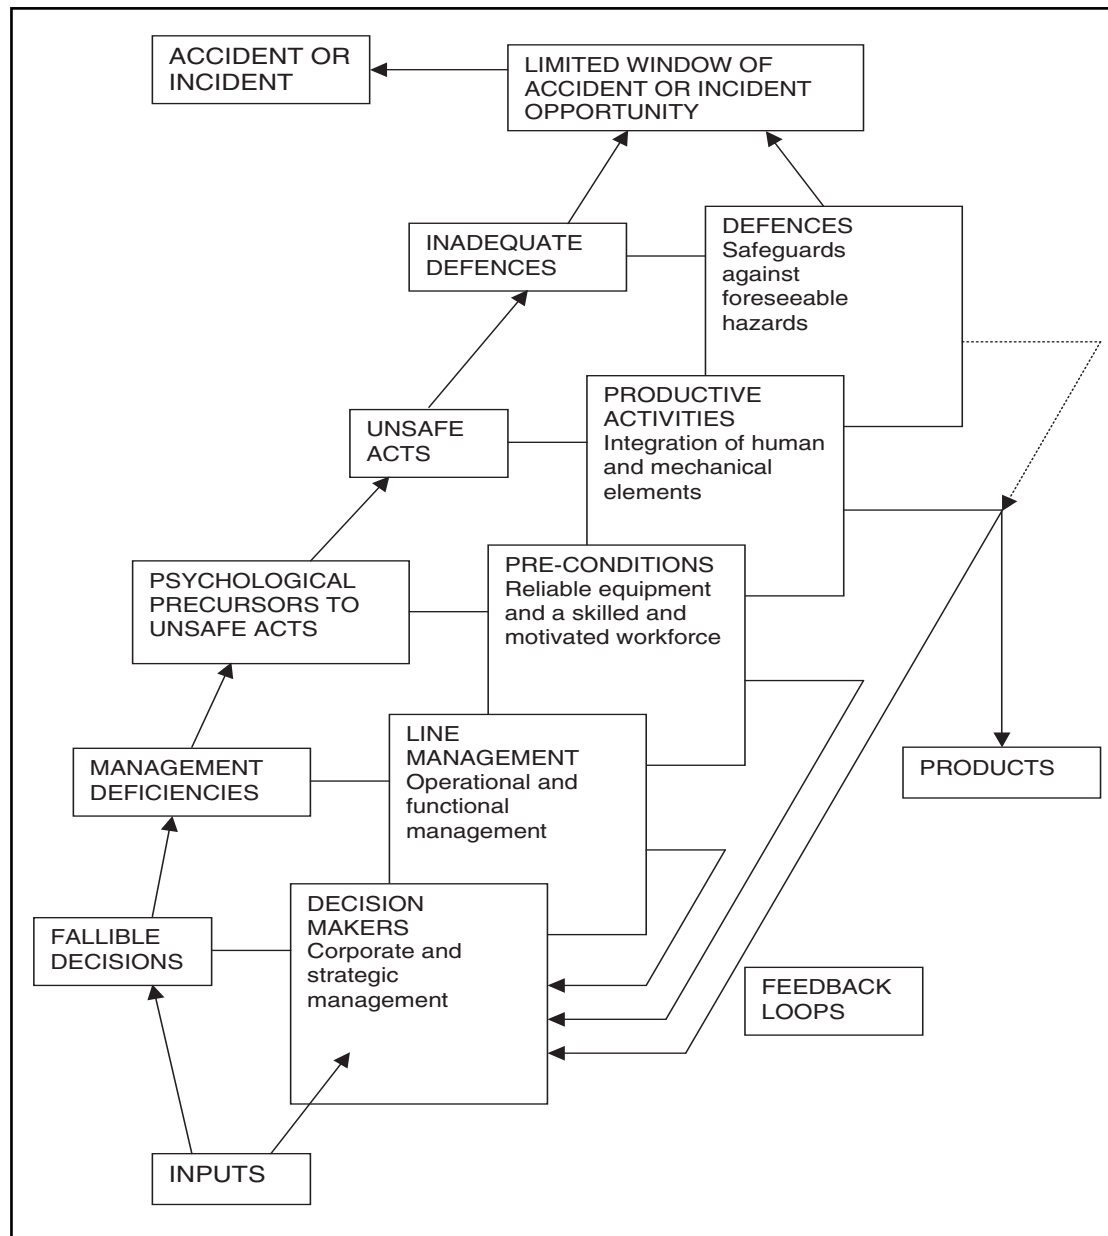 ACCIDENT OR
INCIDENT
LIMITED WINDOW OF
ACCIDENT OR INCIDENT
OPPORTUNITY
INADEQUATE
DEFENCES
DEFENCES
Safeguards
against
foreseeable
hazards
UNSAFE
ACTS
PRODUCTIVE
ACTIVITIES
Integration of human
and mechanical
elements
PSYCHOLOGICAL
PRECURSORS TO
UNSAFE ACTS
PRE-CONDITIONS
Reliable equipment
and a skilled and
motivated workforce
MANAGEMENT
DEFICIENCIES
LINE
MANAGEMENT
Operational and
functional
management
PRODUCTS
FALLIBLE
DECISIONS
DECISION
MAKERS
Corporate and
strategic
management
FEEDBACK
LOOPS
INPUTS